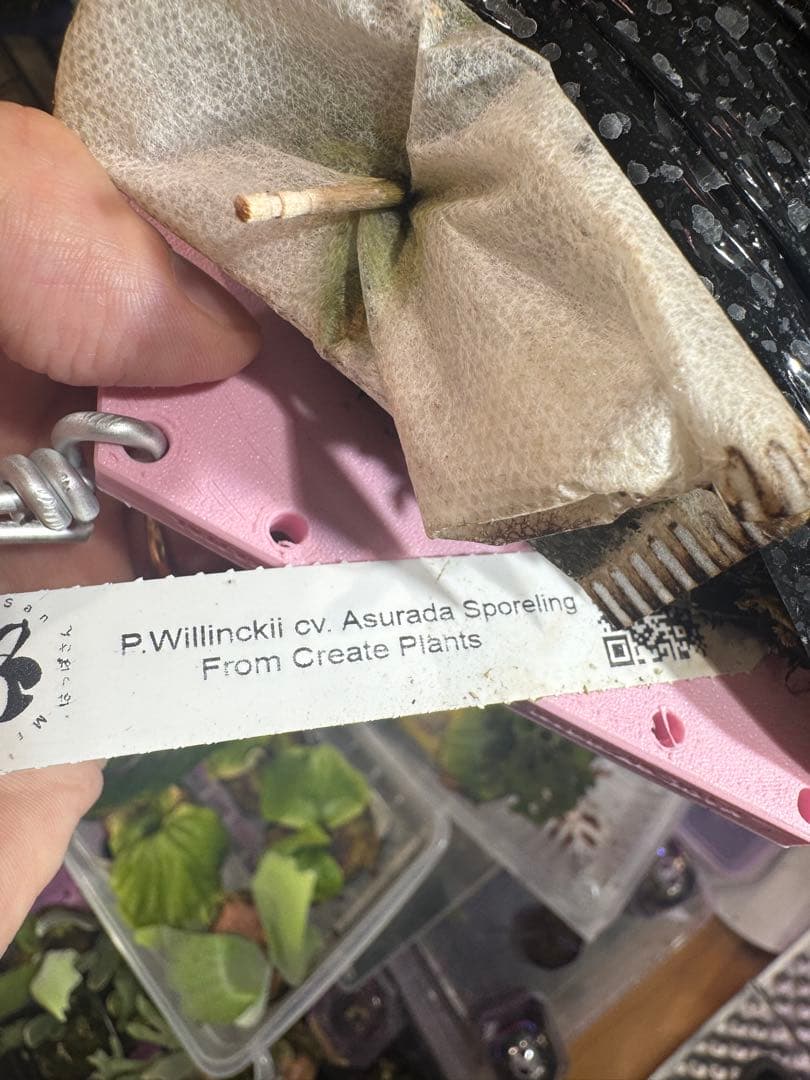 P.Willinckii cv. Asurada Sporeling
From Create Plants